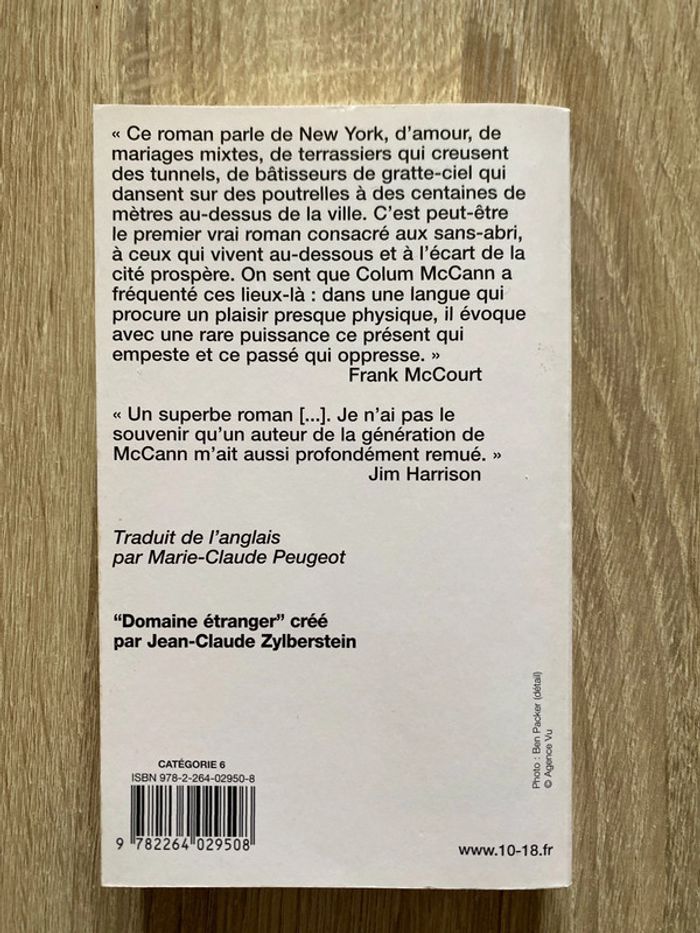 « Ce roman parle de New York, d’amour, de
mariages mixtes, de terrassiers qui creusent
des tunnels, de bâtisseurs de gratte-ciel qui
dansent sur des poutrelles à des centaines de
mètres au-dessus de la ville. C’est peut-être
le premier vrai roman consacré aux sans-abri,
à ceux qui vivent au-dessous et à l’écart de la
cité prospère. On sent que Colum McCann a
fréquenté ces lieux-là : dans une langue qui
procure un plaisir presque physique, il évoque
avec une rare puissance ce présent qui
empeste et ce passé qui oppresse. »
Frank McCourt
« Un superbe roman [...]. Je n’ai pas le
souvenir qu’un auteur de la génération de
McCann m’ait aussi profondément remué. »
Jim Harrison
Traduit de l’anglais
par Marie-Claude Peugeot
“Domaine étranger” créé
par Jean-Claude Zylberstein
Photo : Ben Packer (détail)
© Agence Vu
CATÉGORIE 6
ISBN 978-2-264-02950-8
9 782264 029508
www.10-18.fr